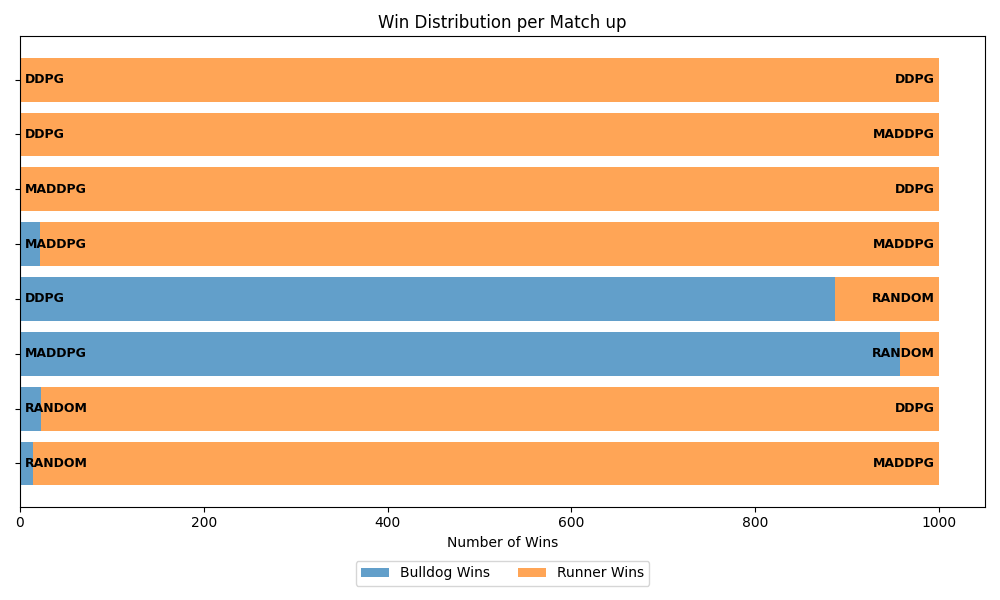 Win Distribution per Match up
DDPG DDPG
DDPG MADDPG
MADDPG DDPG
MADDPG MADDPG
DDPG RANDOM
MADDPG RANDOM
RANDOM DDPG
RANDOM MADDPG
0 200 400 600 800 1000
Number of Wins
Bulldog Wins Runner Wins